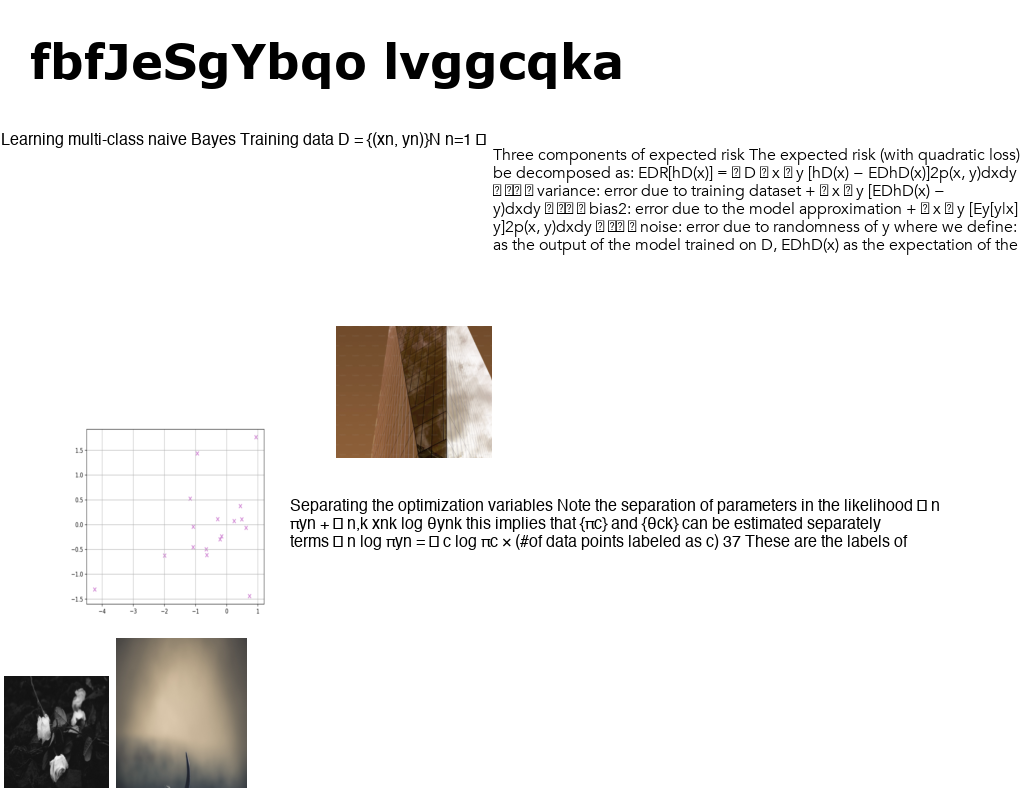 fbfJeSgYbqo lvggcqka
Learning multi-class naive Bayes Training data D = {(xn, yn)}N n=1 
Three components of expected risk The expected risk (with quadratic loss)
be decomposed as: EDR[hD(x)] = D x y [hD(x) − EDhD(x)]2p(x, y)dxdy
variance: error due to training dataset + x y [EDhD(x) −
y)dxdy bias2: error due to the model approximation + x y [Ey[y|x]
y]2p(x, y)dxdy noise: error due to randomness of y where we define:
as the output of the model trained on D, EDhD(x) as the expectation of the
1.5
1.0
0.5
0.0
−0.5
−1.0
−1.5
−4 −3 −2 −1 0 1
Separating the optimization variables Note the separation of parameters in the likelihood n
πyn + n,k xnk log θynk this implies that {πc} and {θck} can be estimated separately
terms n log πyn = c log πc × (#of data points labeled as c) 37 These are the labels of